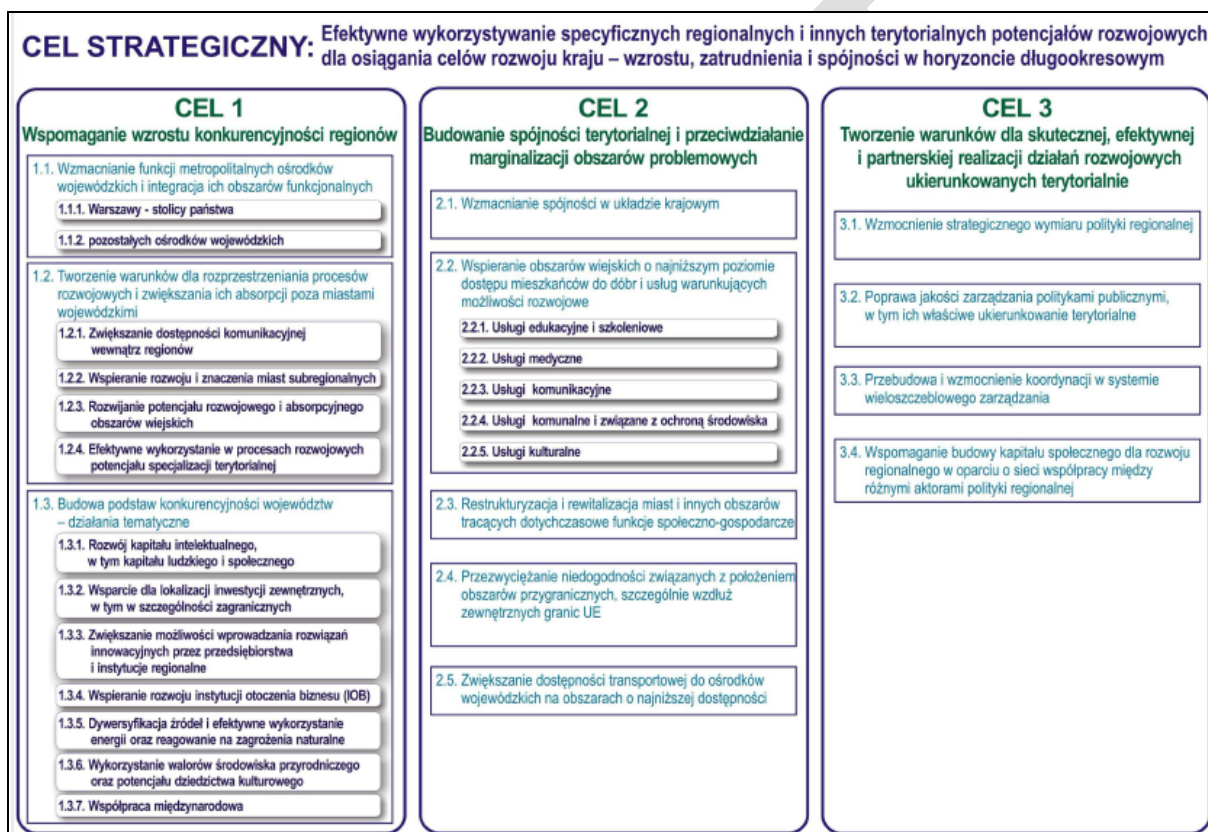 CEL STRATEGICZNY: Efektywne wykorzystywanie specyficznych regionalnych i innych terytorialnych potencjałów rozwojowych
dla osiągania celów rozwoju kraju – wzrostu, zatrudnienia i spójności w horyzoncie długookresowym
CEL 1
Wspomaganie wzrostu konkurencyjności regionów
1.1. Wzmacnianie funkcji metropolitalnych ośrodków
wojewódzkich i integracja ich obszarów funkcjonalnych
1.1.1. Warszawy - stolicy państwa
1.1.2. pozostałych ośrodków wojewódzkich
1.2. Tworzenie warunków dla rozprzestrzeniania procesów
rozwojowych i zwiększania ich absorpcji poza miastami
wojewódzkimi
1.2.1. Zwiększanie dostępności komunikacyjnej
wewnątrz regionów
1.2.2. Wspieranie rozwoju i znaczenia miast subregionalnych
1.2.3. Rozwijanie potencjału rozwojowego i absorpcyjnego
obszarów wiejskich
1.2.4. Efektywne wykorzystanie w procesach rozwojowych
potencjału specjalizacji terytorialnej
1.3. Budowa podstaw konkurencyjności województw
– działania tematyczne
1.3.1. Rozwój kapitału intelektualnego,
w tym kapitału ludzkiego i społecznego
1.3.2. Wsparcie dla lokalizacji inwestycji zewnętrznych,
w tym w szczególności zagranicznych
1.3.3. Zwiększanie możliwości wprowadzania rozwiązań
innowacyjnych przez przedsiębiorstwa
i instytucje regionalne
1.3.4. Wspieranie rozwoju instytucji otoczenia biznesu (IOB)
1.3.5. Dywersyfikacja źródeł i efektywne wykorzystanie
energii oraz reagowanie na zagrożenia naturalne
1.3.6. Wykorzystanie walorów środowiska przyrodniczego
oraz potencjału dziedzictwa kulturowego
1.3.7. Współpraca międzynarodowa
CEL 2
Budowanie spójności terytorialnej i przeciwdziałanie
marginalizacji obszarów problemowych
2.1. Wzmacnianie spójności w układzie krajowym
2.2. Wspieranie obszarów wiejskich o najniższym poziomie
dostępu mieszkańców do dóbr i usług warunkujących
możliwości rozwojowe
2.2.1. Usługi edukacyjne i szkoleniowe
2.2.2. Usługi medyczne
2.2.3. Usługi komunikacyjne
2.2.4. Usługi komunalne i związane z ochroną środowiska
2.2.5. Usługi kulturalne
2.3. Restrukturyzacja i rewitalizacja miast i innych obszarów
tracących dotychczasowe funkcje społeczno-gospodarcze
2.4. Przezwyciężanie niedogodności związanych z położeniem
obszarów przygranicznych, szczególnie wzdłuż
zewnętrznych granic UE
2.5. Zwiększanie dostępności transportowej do ośrodków
wojewódzkich na obszarach o najniższej dostępności
CEL 3
Tworzenie warunków dla skutecznej, efektywnej
i partnerskiej realizacji działań rozwojowych
ukierunkowanych terytorialnie
3.1. Wzmocnienie strategicznego wymiaru polityki regionalnej
3.2. Poprawa jakości zarządzania politykami publicznymi,
w tym ich właściwe ukierunkowanie terytorialne
3.3. Przebudowa i wzmocnienie koordynacji w systemie
wieloszczeblowego zarządzania
3.4. Wspomaganie budowy kapitału społecznego dla rozwoju
regionalnego w oparciu o sieci współpracy między
różnymi aktorami polityki regionalnej